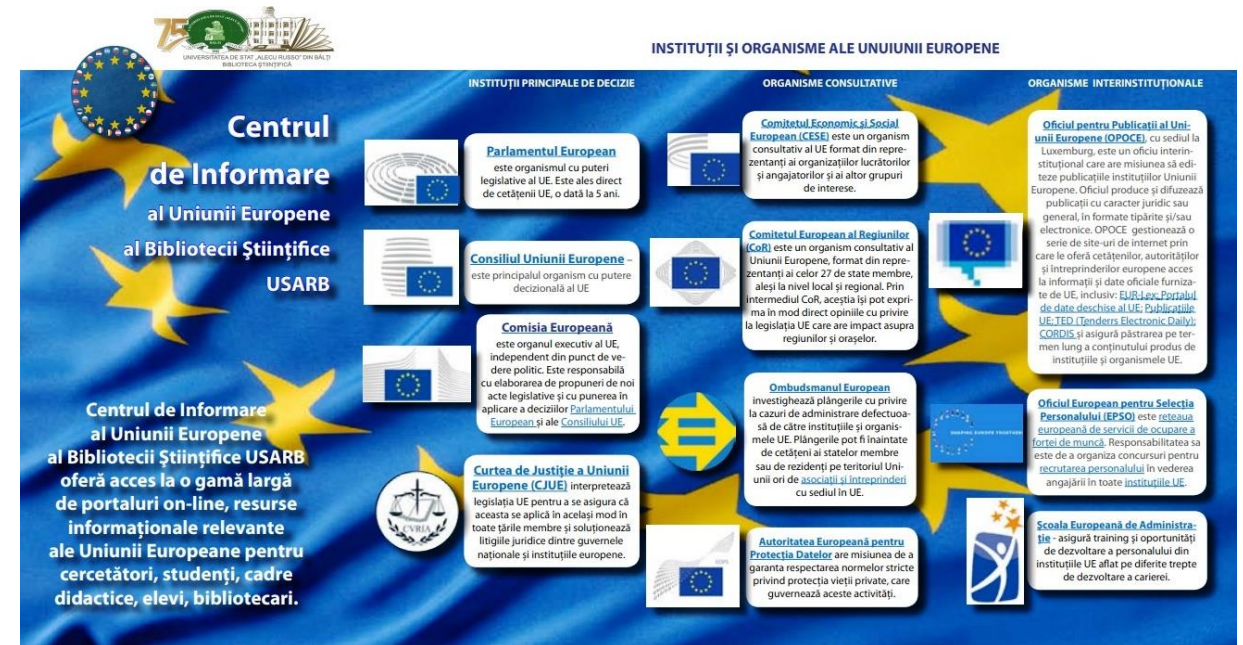 75
UNIVERSITATEA DE STAT „ALECU RUSSO" DIN BĂLŢI
BIBLIOTECA ŞTIINŢIFICĂ
INSTITUŢII ŞI ORGANISME ALE UNUIUNII EUROPENE
Centrul
de Informare
al Uniunii Europene
al Bibliotecii Ştiinţifice
USARB
Centrul de Informare
al Uniunii Europene
al Bibliotecii Ştiinţifice USARB
oferă acces la o gamă largă
de portaluri on-line, resurse
informaţionale relevante
ale Uniunii Europeane pentru
cercetători, studenţi, cadre
didactice, elevi, bibliotecari.
INSTITUŢII PRINCIPALE DE DECIZIE
Parlamentul European
este organismul cu puteri
legislative al UE. Este ales direct
de cetăţenii UE, o dată la 5 ani.
Consiliul Uniunii Europene –
este principalul organism cu putere
decizională al UE
Comisia Europeană
este organul executiv al UE,
independent din punct de ve-
dere politic. Este responsabilă
cu elaborarea de propuneri de noi
acte legislative şi cu punerea în
aplicare a deciziilor Parlamentului
European şi ale Consiliului UE.
CVRIA
Curtea de Justiţie a Uniunii
Europene (CJUE) interpretează
legislaţia UE pentru a se asigura că
aceasta se aplică în acelaşi mod în
toate ţările membre şi soluţionează
litigiile juridice dintre guvernele
naţionale şi instituţiile europene.
ORGANISME CONSULTATIVE
Comitetul Economic şi Social
European (CESE) este un organism
consultativ al UE format din repre-
zentanţi ai organizaţiilor lucrătorilor
şi angajatorilor şi ai altor grupuri
de interese.
Comitetul European al Regiunilor
(CoR) este un organism consultativ al
Uniunii Europene, format din repre-
zentanţi ai celor 27 de state membre,
aleşi la nivel local şi regional. Prin
intermediul CoR, aceştia îşi pot expri-
ma în mod direct opiniile cu privire
la legislaţia UE care are impact asupra
regiunilor şi oraşelor.
Ombudsmanul European
investighează plângerile cu privire
la cazuri de administrare defectuoa-
să de către instituţiile şi organis-
mele UE. Plângerile pot fi înaintate
de cetăţeni ai statelor membre
sau de rezidenţi pe teritoriul Uni-
unii ori de asociaţii şi întreprinderi
cu sediul în UE.
Autoritatea Europeană pentru
Protecţia Datelor are misiunea de a
garanta respectarea normelor stricte
privind protecţia vieţii private, care
guvernează aceste activităţi.
ORGANISME INTERINSTITUŢIONALE
Oficiul pentru Publicaţii al Uni-
unii Europene (OPOCE), cu sediul la
Luxemburg, este un oficiu interin-
stituţional care are misiunea să edi-
teze publicaţiile instituţiilor Uniunii
Europene. Oficiul produce şi difuzează
publicaţii cu caracter juridic sau
general, în formate tipărite şi/sau
electronice. OPOCE gestionează o
serie de site-uri de internet prin
care le oferă cetăţenilor, autorităţilor
şi întreprinderilor europene acces
la informaţii şi date oficiale furniza-
te de UE, inclusiv: EUR-Lex; Portalul
de date deschise al UE; Publicaţiile
UE; TED (Tenderrs Electronic Daily);
CORDIS şi asigură păstrarea pe ter-
men lung a conţinutului produs de
instituţiile şi organismele UE.
SHAPING EUROPE TOGETHER
Oficiul European pentru Selecţia
Personalului (EPSO) este reţeaua
europeană de servicii de ocupare a
forţei de muncă. Responsabilitatea sa
este de a organiza concursuri pentru
recrutarea personalului în vederea
angajării în toate instituţiile UE.
Şcoala Europeană de Administra-
ţie - asigură training şi oportunităţi
de dezvoltare a personalului din
instituţiile UE aflat pe diferite trepte
de dezvoltare a carierei.